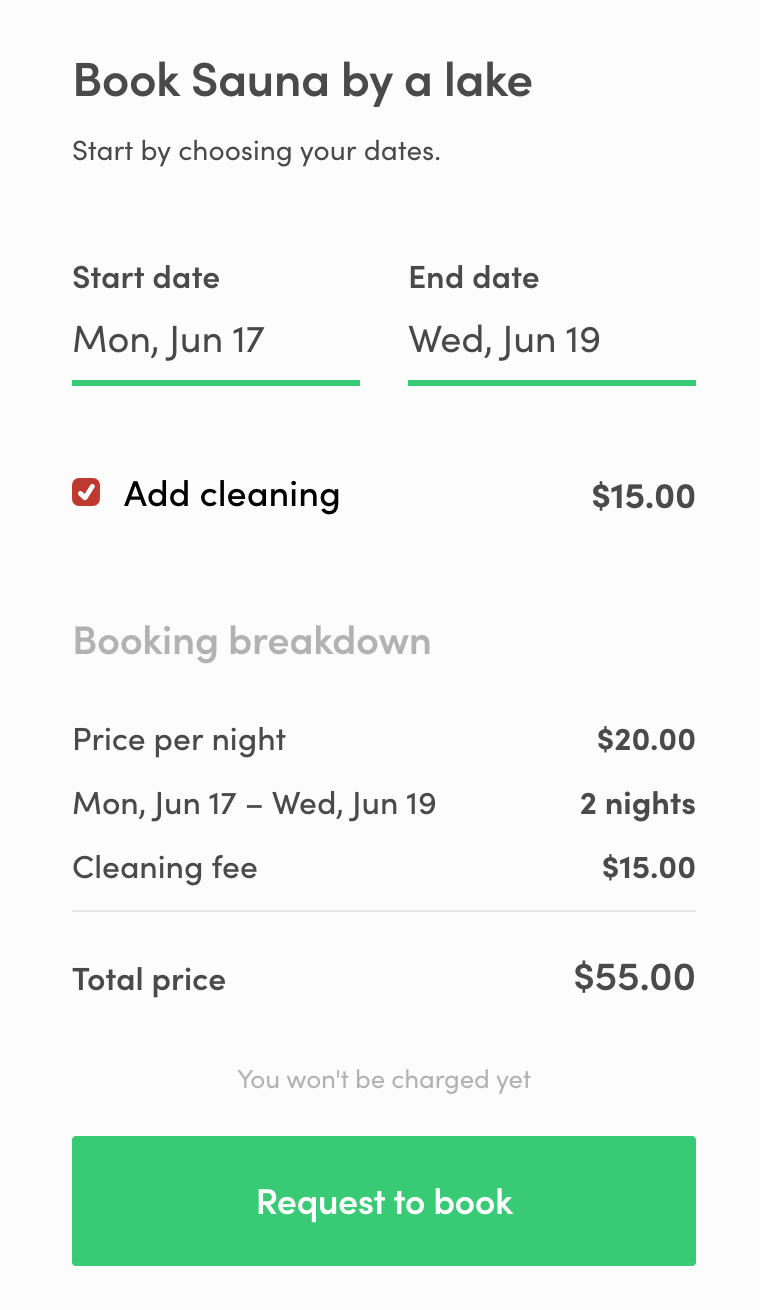 Book Sauna by a lake
Start by choosing your dates.
Start date End date
Mon, Jun 17 Wed, Jun 19
Add cleaning $15.00
Booking breakdown
Price per night $20.00
Mon, Jun 17 – Wed, Jun 19 2 nights
Cleaning fee $15.00
Total price $55.00
You won't be charged yet
Request to book